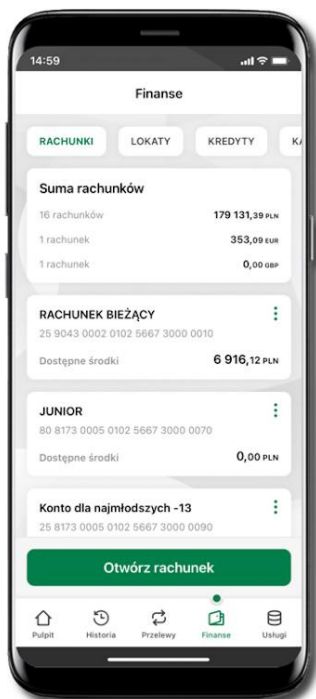 14:59
Finanse
RACHUNKI LOKATY KREDYTY
Suma rachunków
16 rachunków 179 131,39 PLN
1 rachunek 353,09 EUR
1 rachunek 0,00 GBP
RACHUNEK BIEŻĄCY
25 9043 0002 0102 5667 3000 0010
Dostępne środki 6 916,12 PLN
JUNIOR
80 8173 0005 0102 5667 3000 0070
Dostępne środki 0,00 PLN
Konto dla najmłodszych -13
25 8173 0005 0102 5667 3000 0090
Otwórz rachunek
Pulpit Historia Przelewy Finanse Usługi